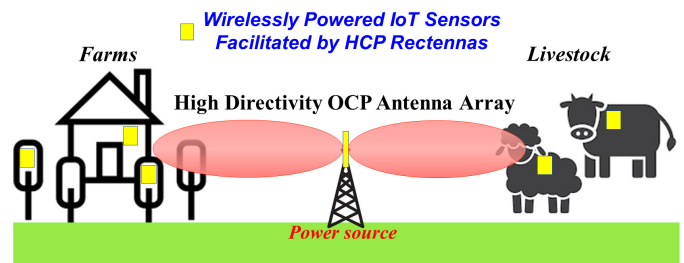 Wirelessly Powered IoT Sensors
Facilitated by HCP Rectennas
Farms
Livestock
High Directivity OCP Antenna Array
Power source